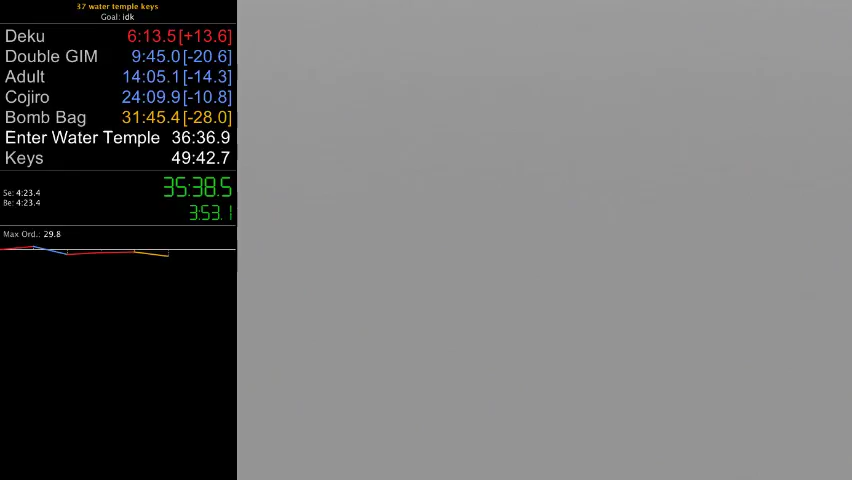 37 water temple keys
Goal: idk
Deku 6:13.5[+13.6]
Double GIM 9:45.0[-20.6]
Adult 14:05.1[-14.3]
Cojiro 24:09.9[-10.8]
Bomb Bag 31:45.4[-28.0]
Enter Water Temple 36:36.9
Keys 49:42.7
35:38.5
Se: 4:23.4
Be: 4:23.4
3:53.1
Max Ord.: 29.8